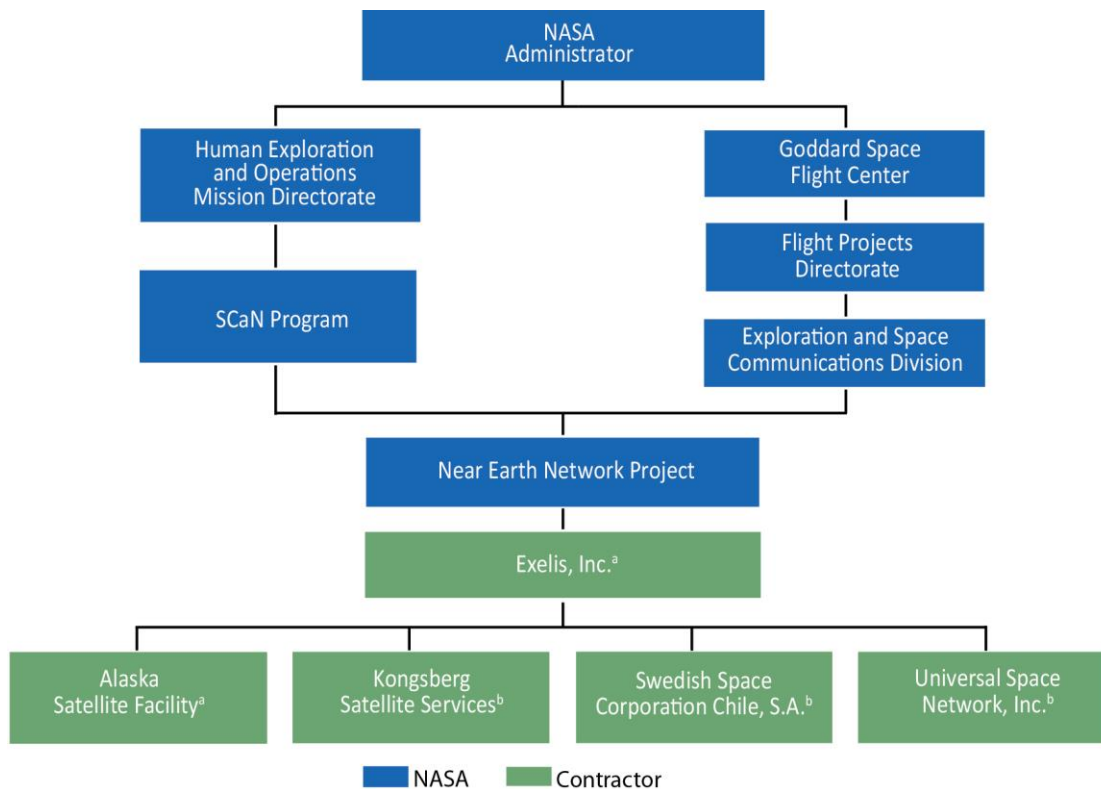 NASA
Administrator
Human Exploration
and Operations
Mission Directorate
Goddard Space
Flight Center
Flight Projects
Directorate
SCaN Program
Exploration and Space
Communications Division
Near Earth Network Project
Exelis, Inc.ᵃ
Alaska
Satellite Facilityᵃ
Kongsberg
Satellite Servicesᵇ
Swedish Space
Corporation Chile, S.A.ᵇ
Universal Space
Network, Inc.ᵇ
NASA
Contractor